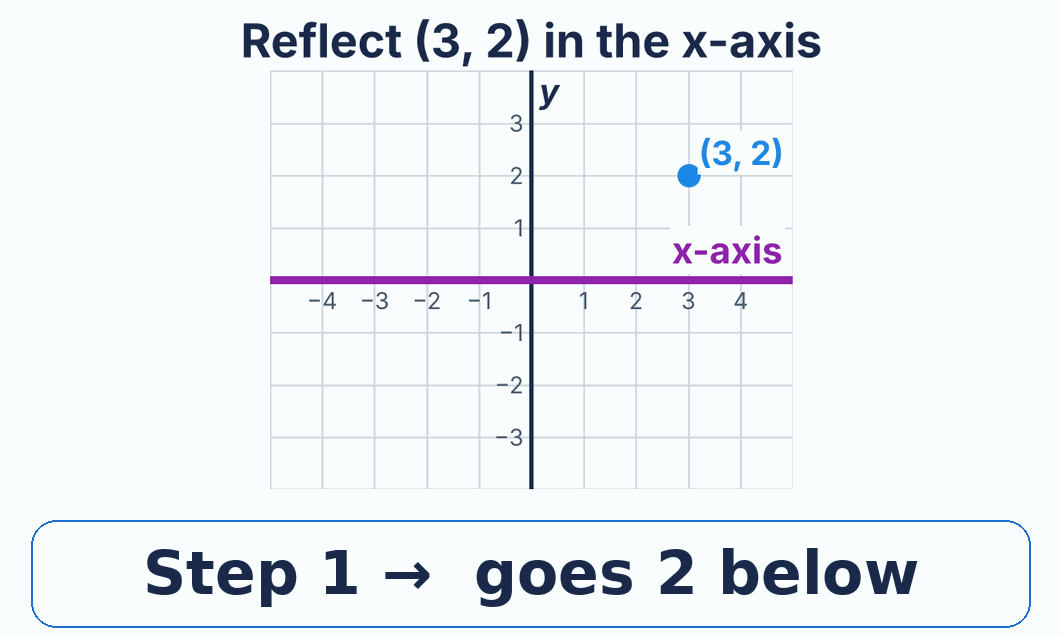 Reflect (3, 2) in the x-axis
y
3
(3, 2)
2
1
x-axis
−4 −3 −2 −1 1 2 3 4
−1
−2
−3
Step 1 → goes 2 below